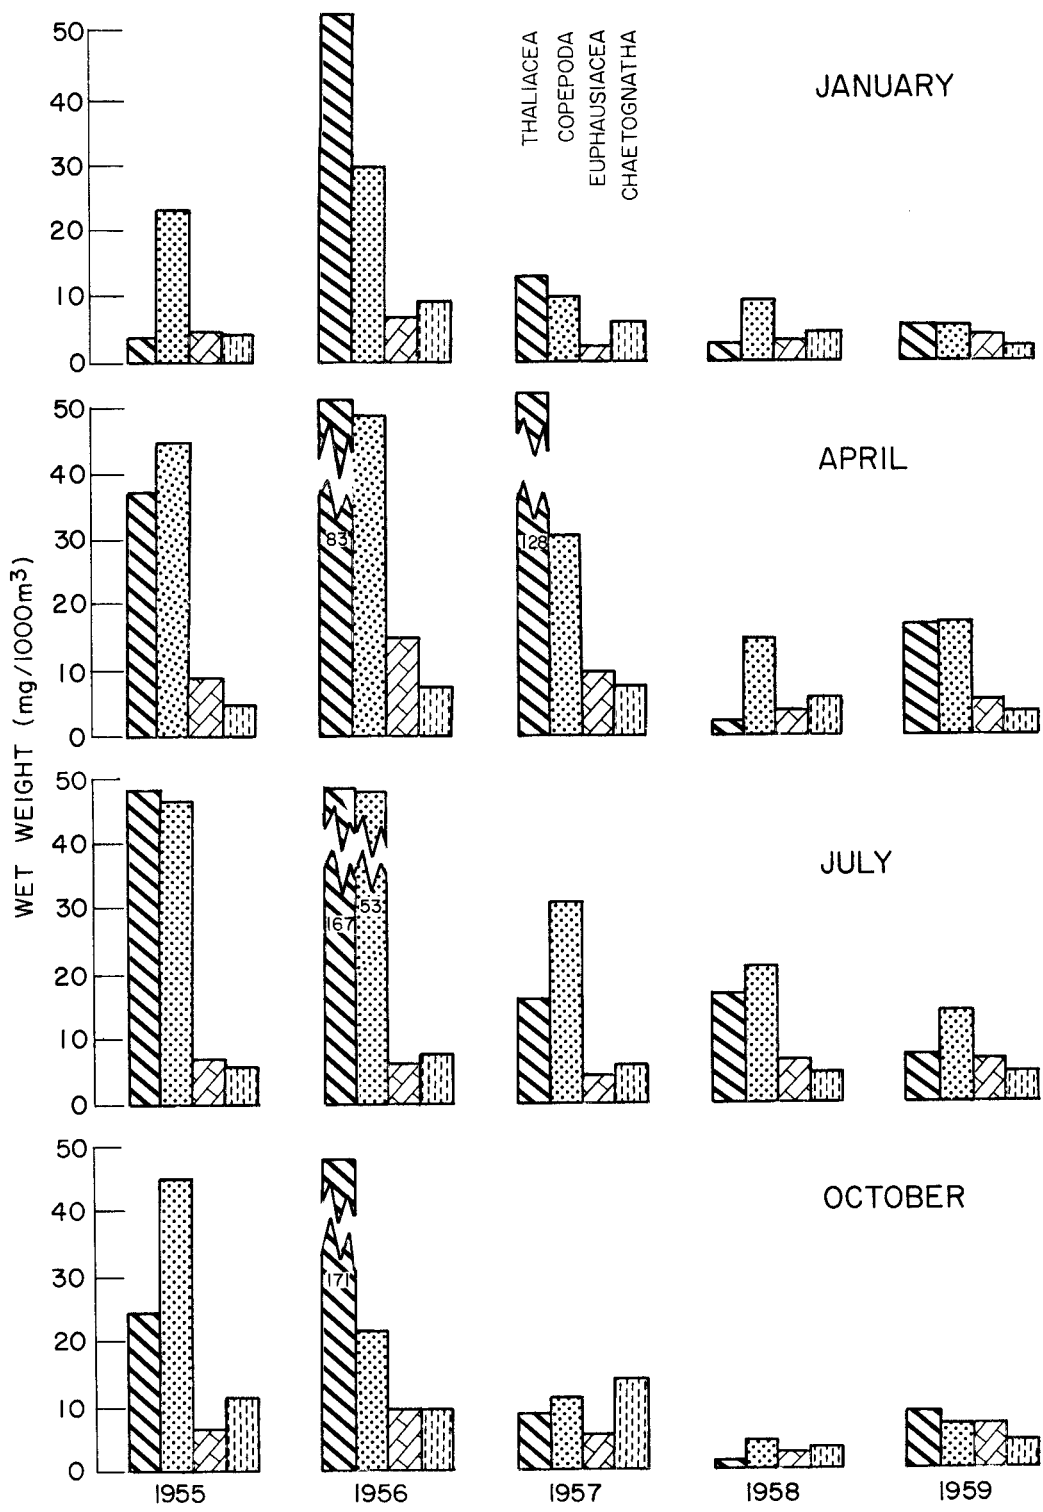 50
40
30
20
10
0
THALIACEA
COPEPODA
EUPHAUSIACEA
CHAETOGNATHA
JANUARY
50
40
30
20
10
0
83
128
APRIL
WET WEIGHT (mg/1000m³)
50
40
30
20
10
0
167
53
JULY
50
40
30
20
10
0
171
OCTOBER
1955 1956 1957 1958 1959